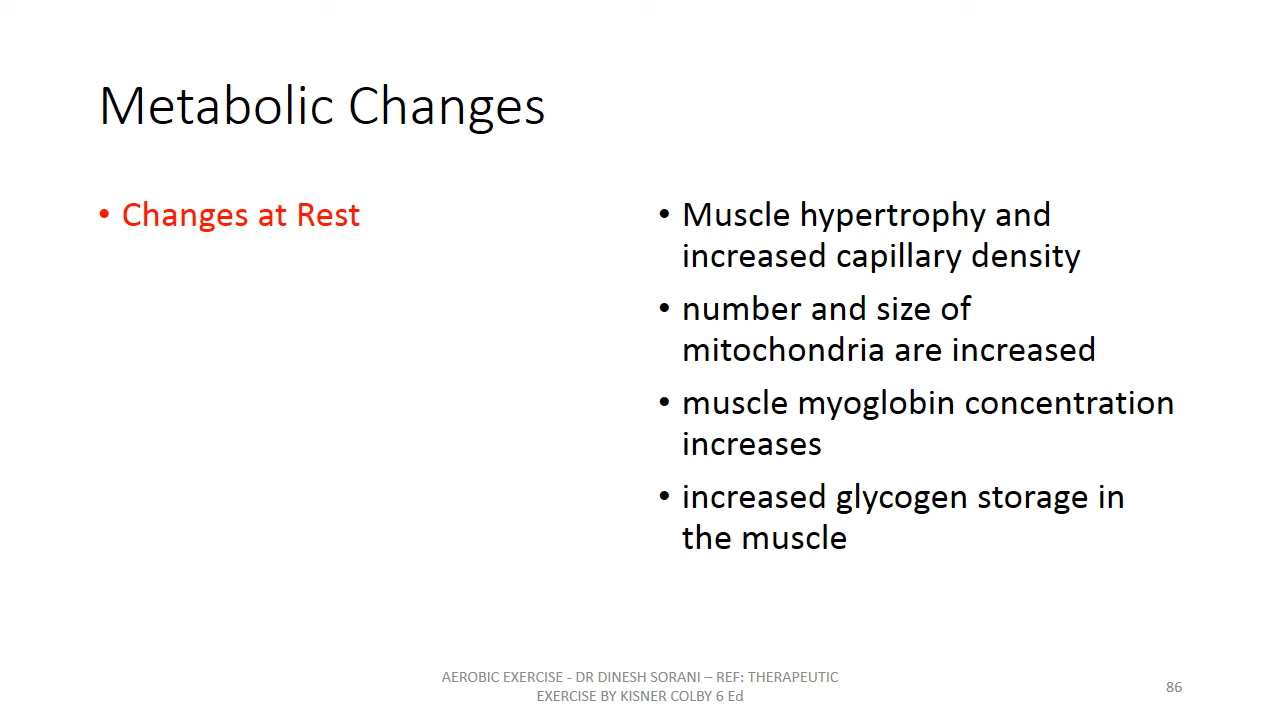 Metabolic Changes
• Changes at Rest
• Muscle hypertrophy and
increased capillary density
• number and size of
mitochondria are increased
• muscle myoglobin concentration
increases
• increased glycogen storage in
the muscle
AEROBIC EXERCISE - DR DINESH SORANI – REF: THERAPEUTIC
EXERCISE BY KISNER COLBY 6 Ed
86